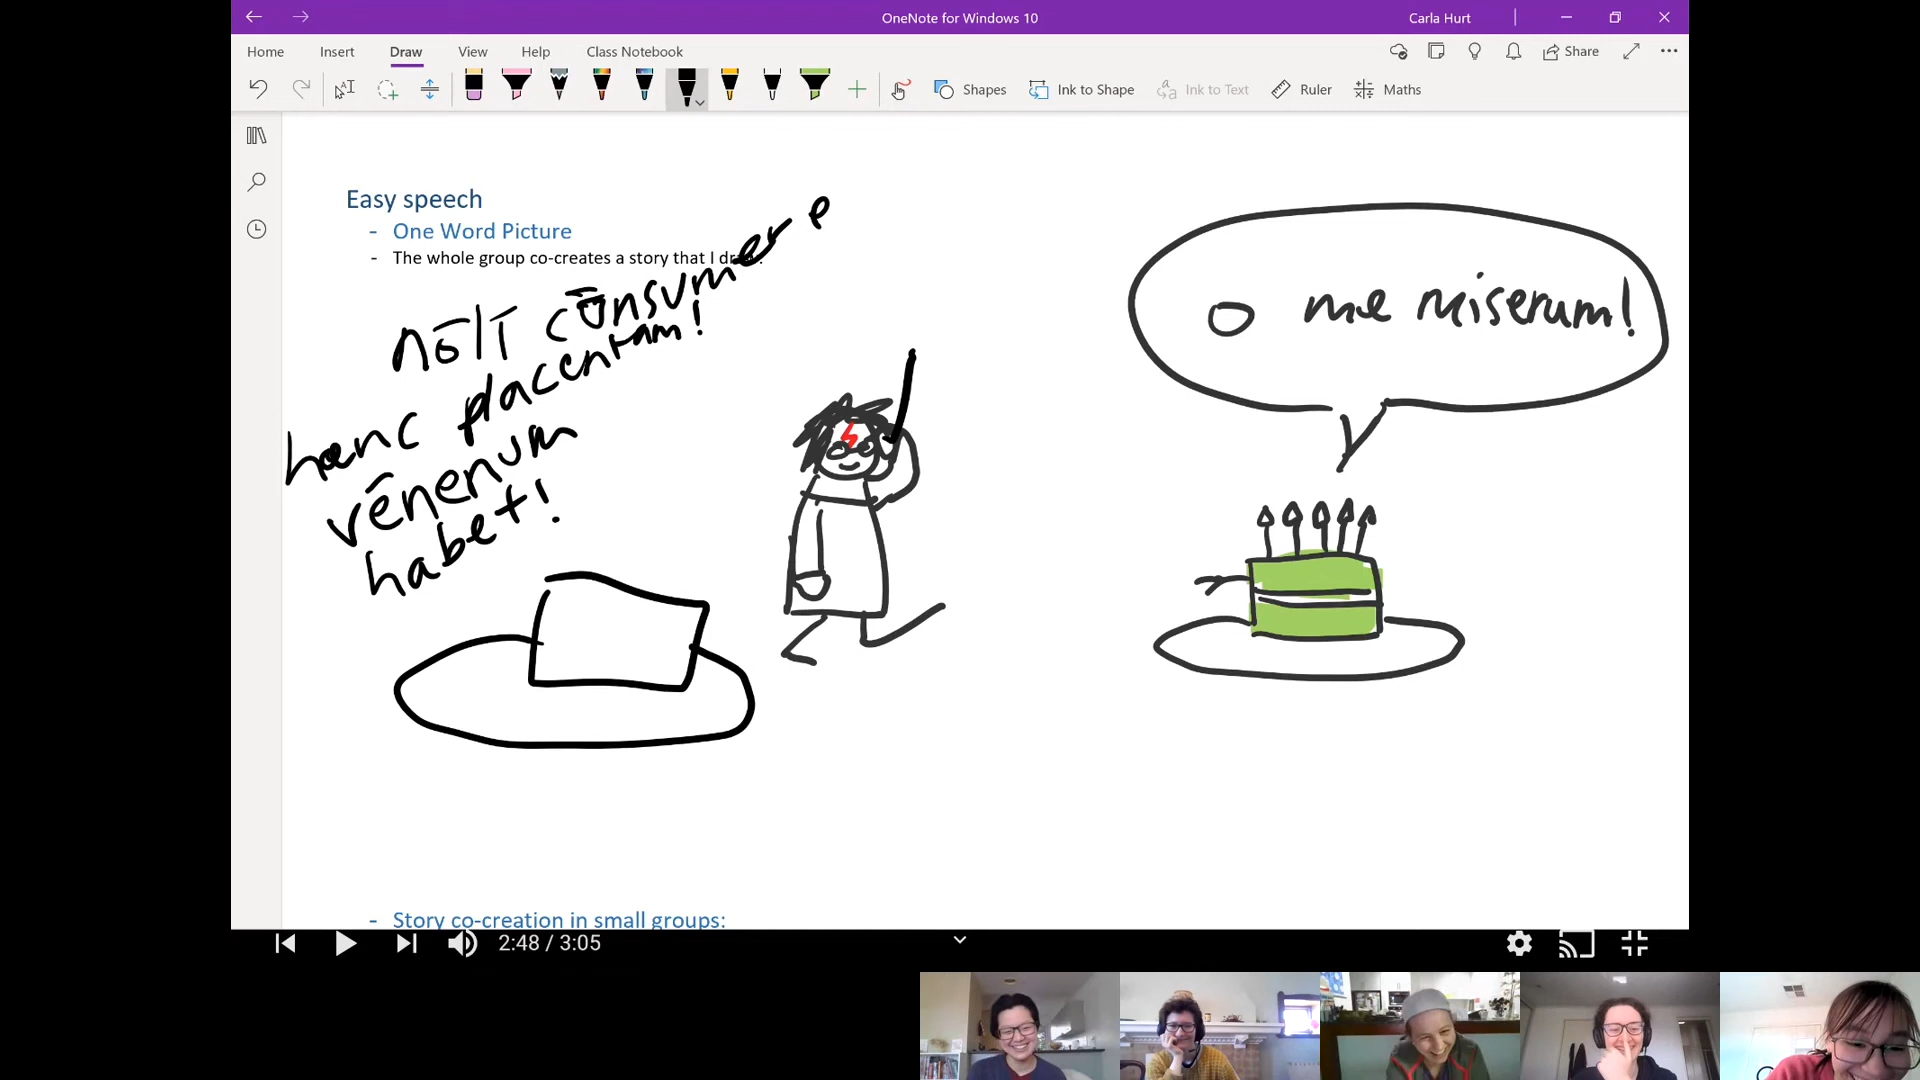 OneNote for Windows 10
Carla Hurt
Home Insert Draw View Help Class Notebook
Share
Shapes Ink to Shape Ink to Text Ruler Maths
Easy speech
- One Word Picture
- The whole group co-creates a story that I draw!
nōlī cōnsumere
hanc placentam!
vēnenum
habet!
o me miserum!
- Story co-creation in small groups:
2:48 / 3:05